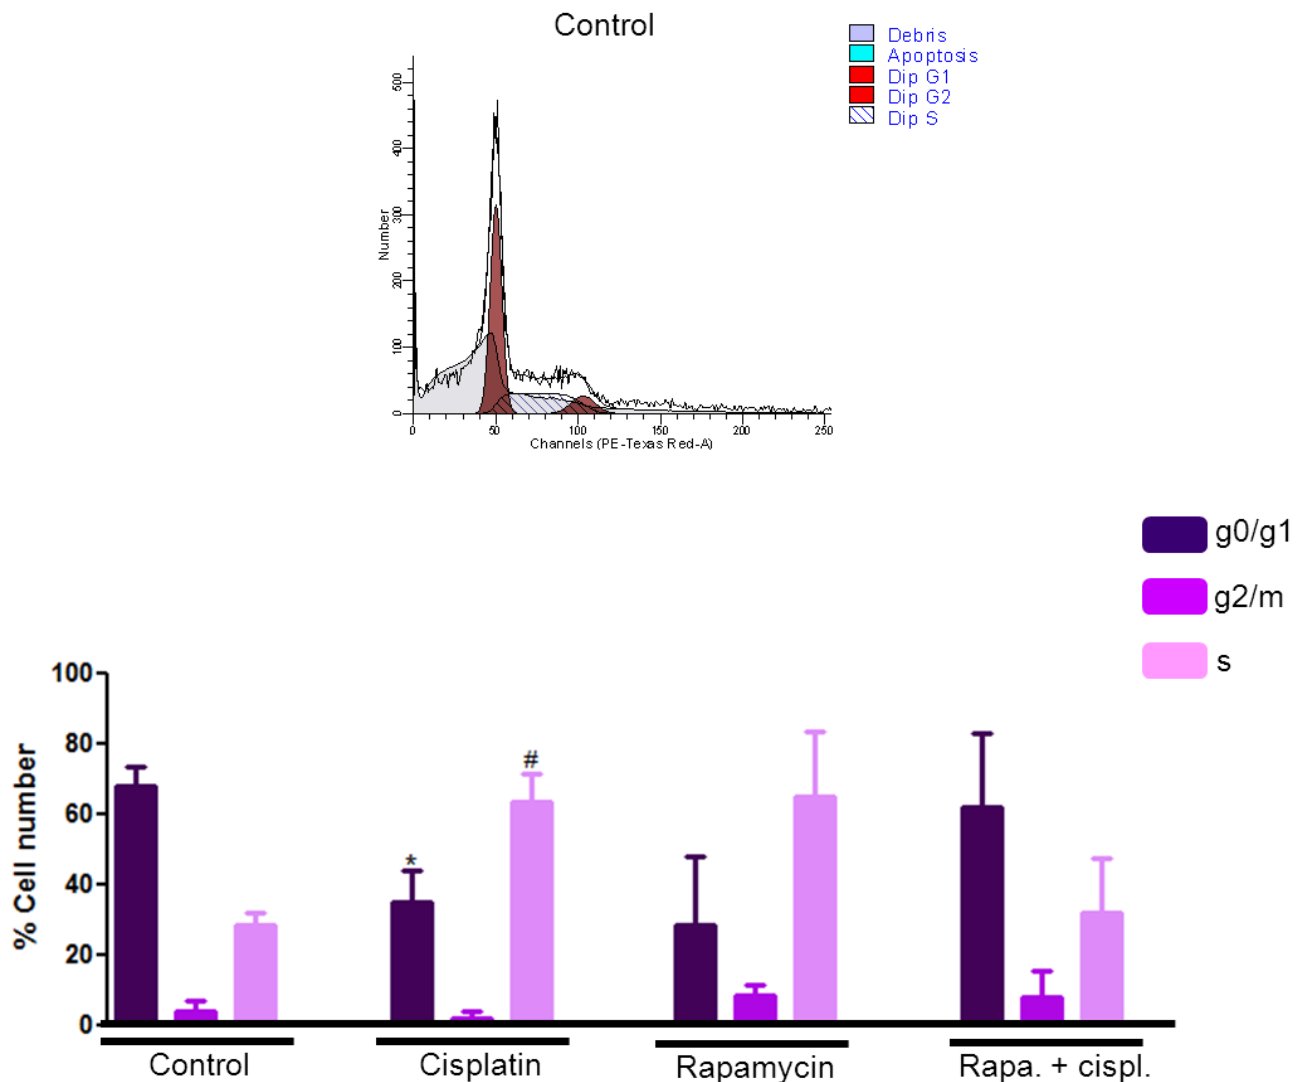 Control
Debris
Apoptosis
Dip G1
Dip G2
Dip S
Number
500
400
300
200
100
0
0 50 100 150 200 250
Channels (PE-Texas Red-A)
g0/g1
g2/m
s
% Cell number
100
80
60
40
20
0
*
#
Control Cisplatin Rapamycin Rapa. + cispl.